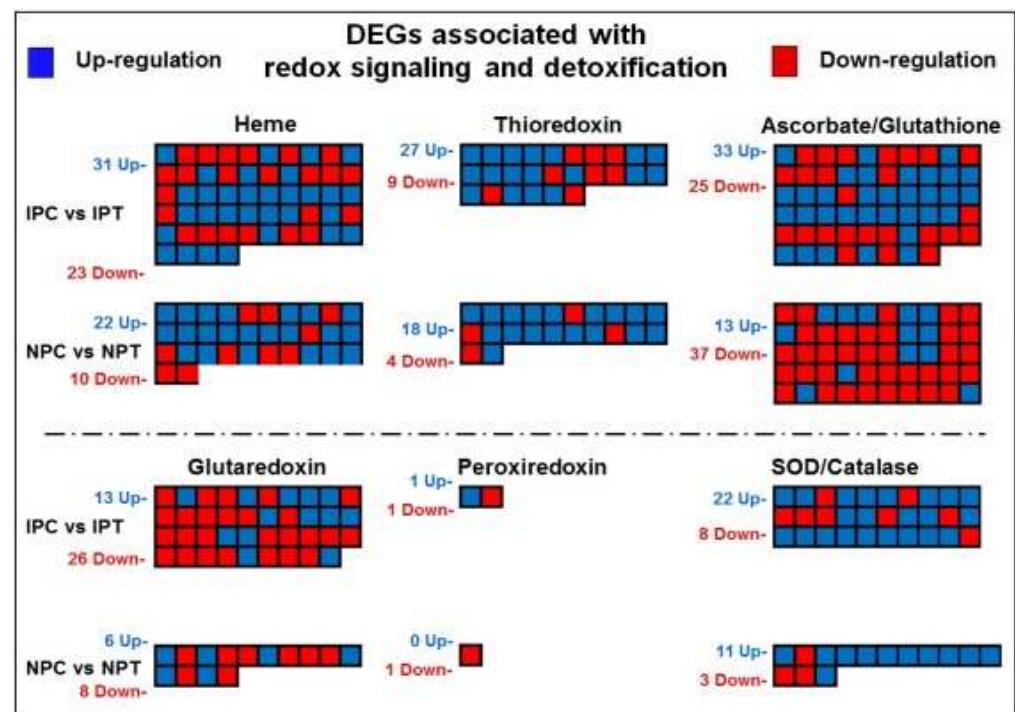 DEGs associated with
redox signaling and detoxification
Up-regulation
Down-regulation
Heme
Thioredoxin
Ascorbate/Glutathione
IPC vs IPT
31 Up-
23 Down-
27 Up-
9 Down-
33 Up-
25 Down-
NPC vs NPT
22 Up-
10 Down-
18 Up-
4 Down-
13 Up-
37 Down-
Glutaredoxin
Peroxiredoxin
SOD/Catalase
IPC vs IPT
13 Up-
26 Down-
1 Up-
1 Down-
22 Up-
8 Down-
NPC vs NPT
6 Up-
8 Down-
0 Up-
1 Down-
11 Up-
3 Down-